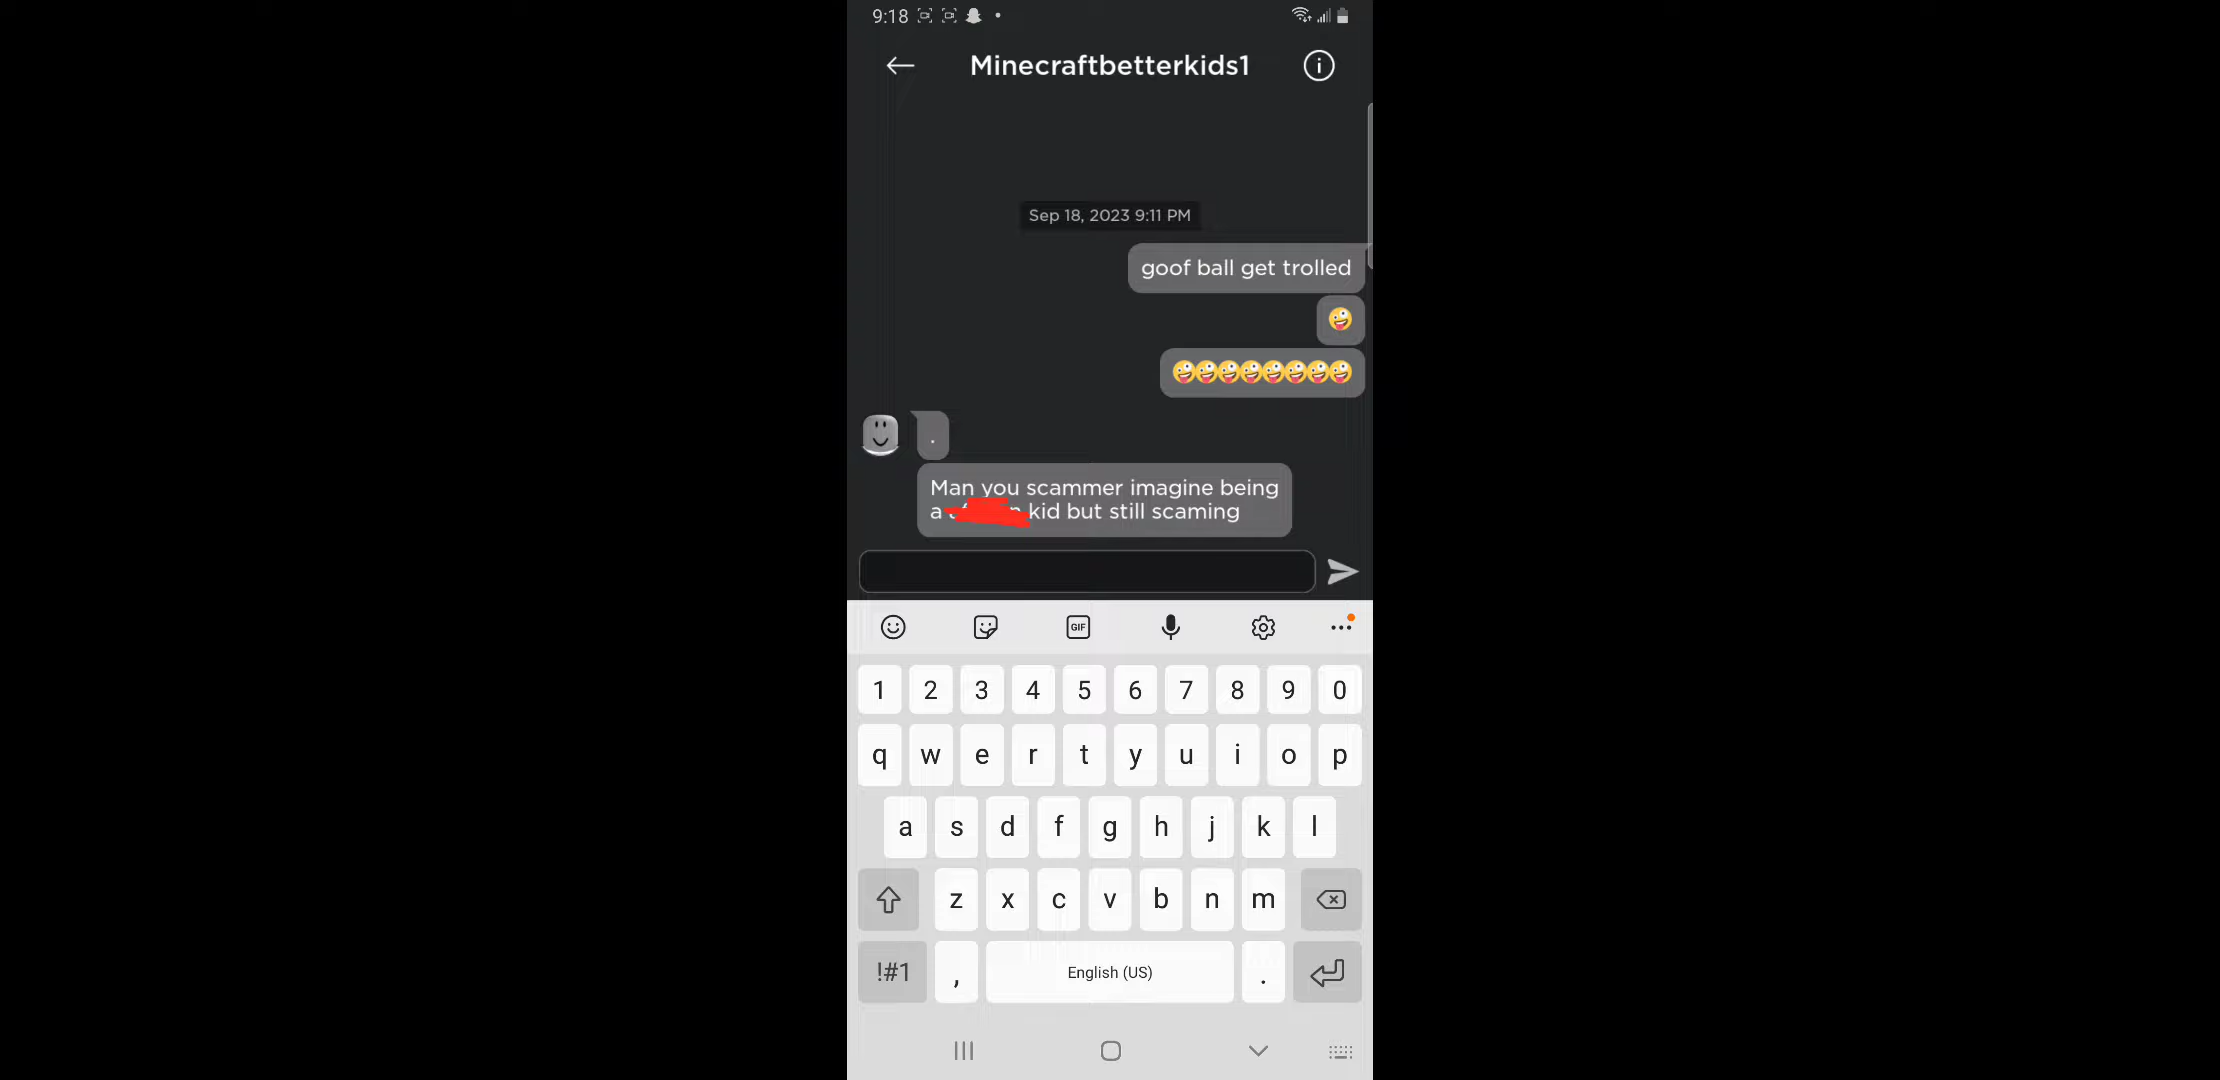 9:18
Minecraftbetterkids1
Sep 18, 2023 9:11 PM
goof ball get trolled
🤪
🤪🤪🤪🤪🤪🤪🤪🤪
.
Man you scammer imagine being
a kid but still scaming
GIF
1 2 3 4 5 6 7 8 9 0
q w e r t y u i o p
a s d f g h j k l
z x c v b n m
!#1 , English (US) .